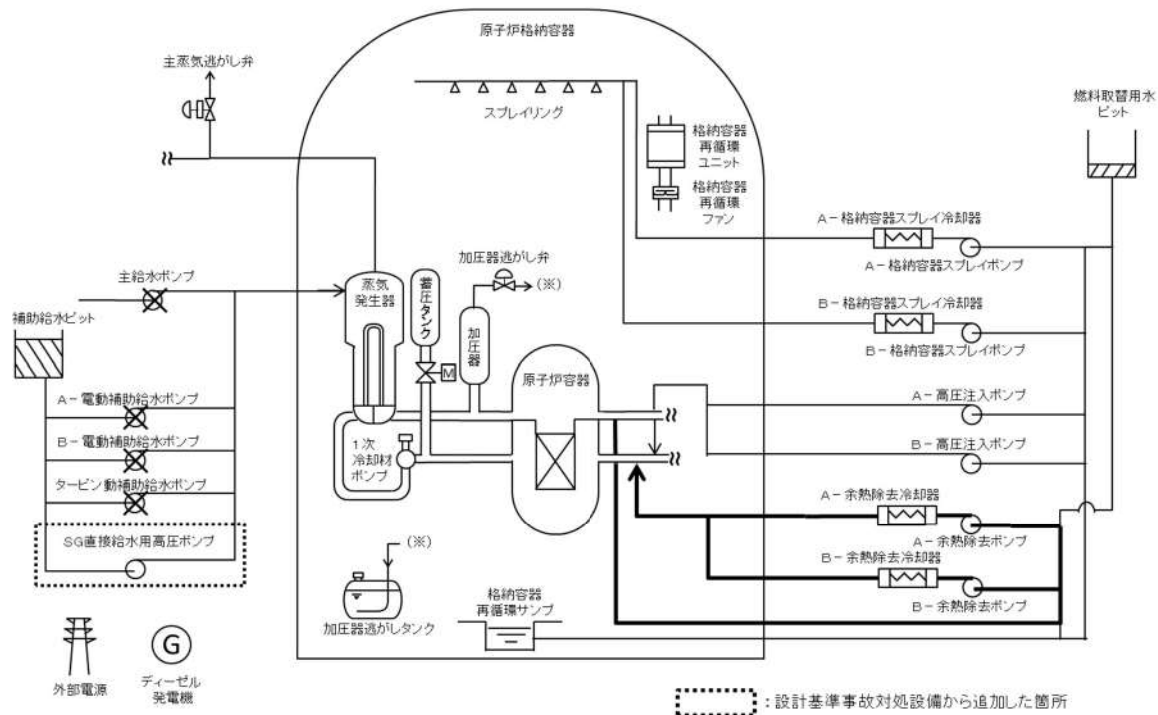 原子炉格納容器
主蒸気逃がし弁
スプレイリング
燃料取替用水
ピット
格納容器
再循環
ユニット
格納容器
再循環
ファン
A－格納容器スプレイ冷却器
A－格納容器スプレイポンプ
主給水ポンプ
加圧器逃がし弁
(※)
蒸気
発生器
蓄圧タンク
加圧器
M
補助給水ピット
B－格納容器スプレイ冷却器
B－格納容器スプレイポンプ
原子炉容器
A－電動補助給水ポンプ
A－高圧注入ポンプ
B－電動補助給水ポンプ
1次
冷却材
ポンプ
B－高圧注入ポンプ
タービン動補助給水ポンプ
A－余熱除去冷却器
A－余熱除去ポンプ
SG直接給水用高圧ポンプ
B－余熱除去冷却器
B－余熱除去ポンプ
(※)
加圧器逃がしタンク
格納容器
再循環サンプ
外部電源
G
ディーゼル
発電機
：設計基準事故対処設備から追加した箇所